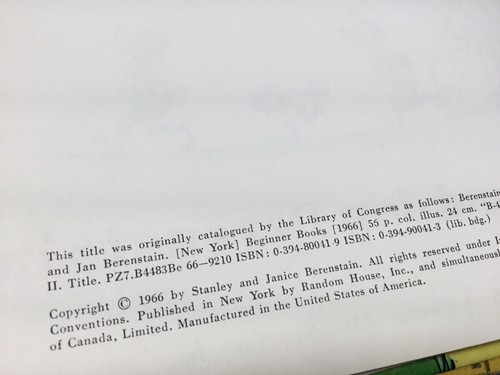 This title was originally catalogued by the Library of Congress as follows: Berenstain
and Jan Berenstain. [New York] Beginner Books [1966] 55 p. col. illus. 24 cm. "B-4
II. Title. PZ7.B4483Be 66—9210 ISBN: 0-394-80041-9 ISBN: 0-394-90041-3 (lib. bdg.)
Copyright © 1966 by Stanley and Janice Berenstain. All rights reserved under
Conventions. Published in New York by Random House, Inc., and simultaneously
of Canada, Limited. Manufactured in the United States of America.